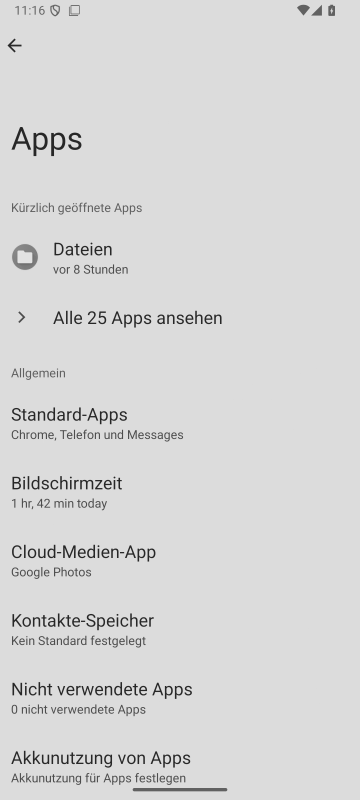 11:16
Apps
Kürzlich geöffnete Apps
Dateien
vor 8 Stunden
Alle 25 Apps ansehen
Allgemein
Standard-Apps
Chrome, Telefon und Messages
Bildschirmzeit
1 hr, 42 min today
Cloud-Medien-App
Google Photos
Kontakte-Speicher
Kein Standard festgelegt
Nicht verwendete Apps
0 nicht verwendete Apps
Akkunutzung von Apps
Akkunutzung für Apps festlegen